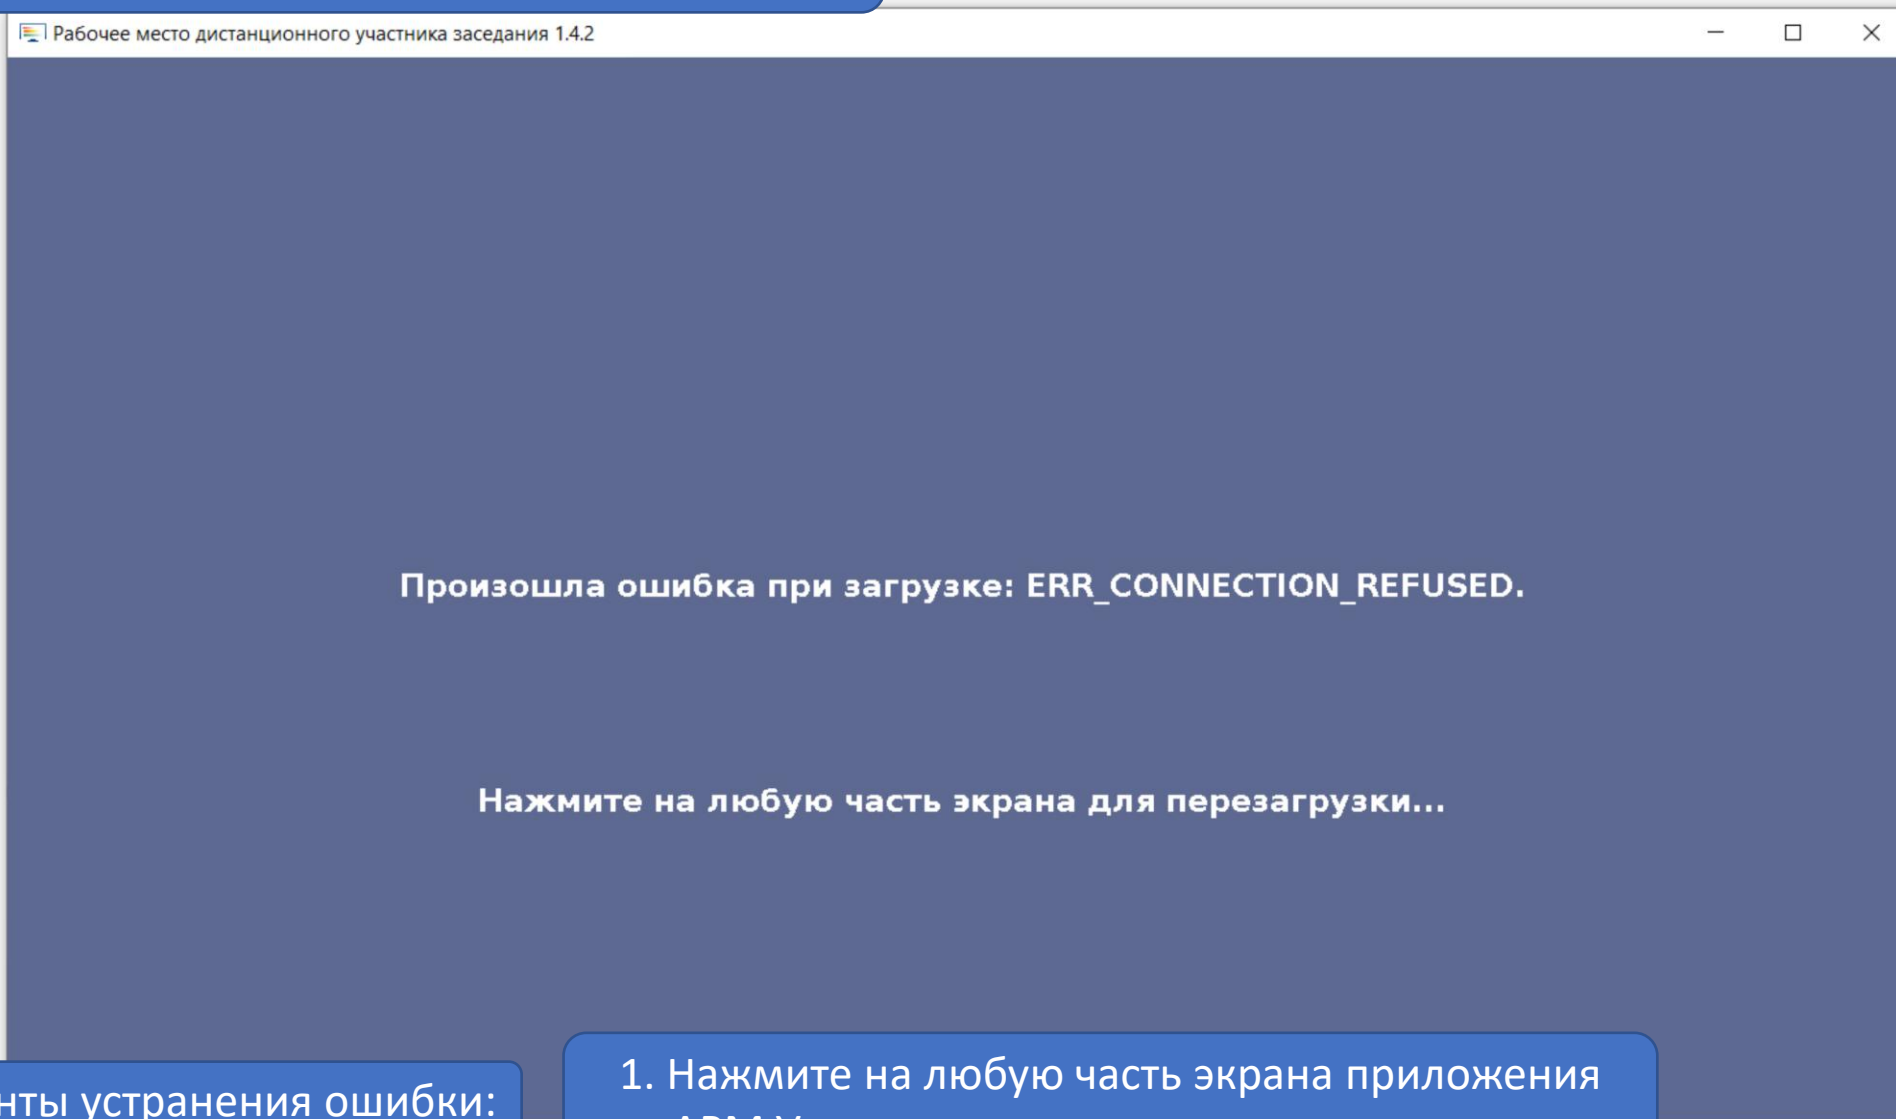 Рабочее место дистанционного участника заседания 1.4.2
Произошла ошибка при загрузке: ERR_CONNECTION_REFUSED.
Нажмите на любую часть экрана для перезагрузки...
устранения ошибки:
1. Нажмите на любую часть экрана приложения